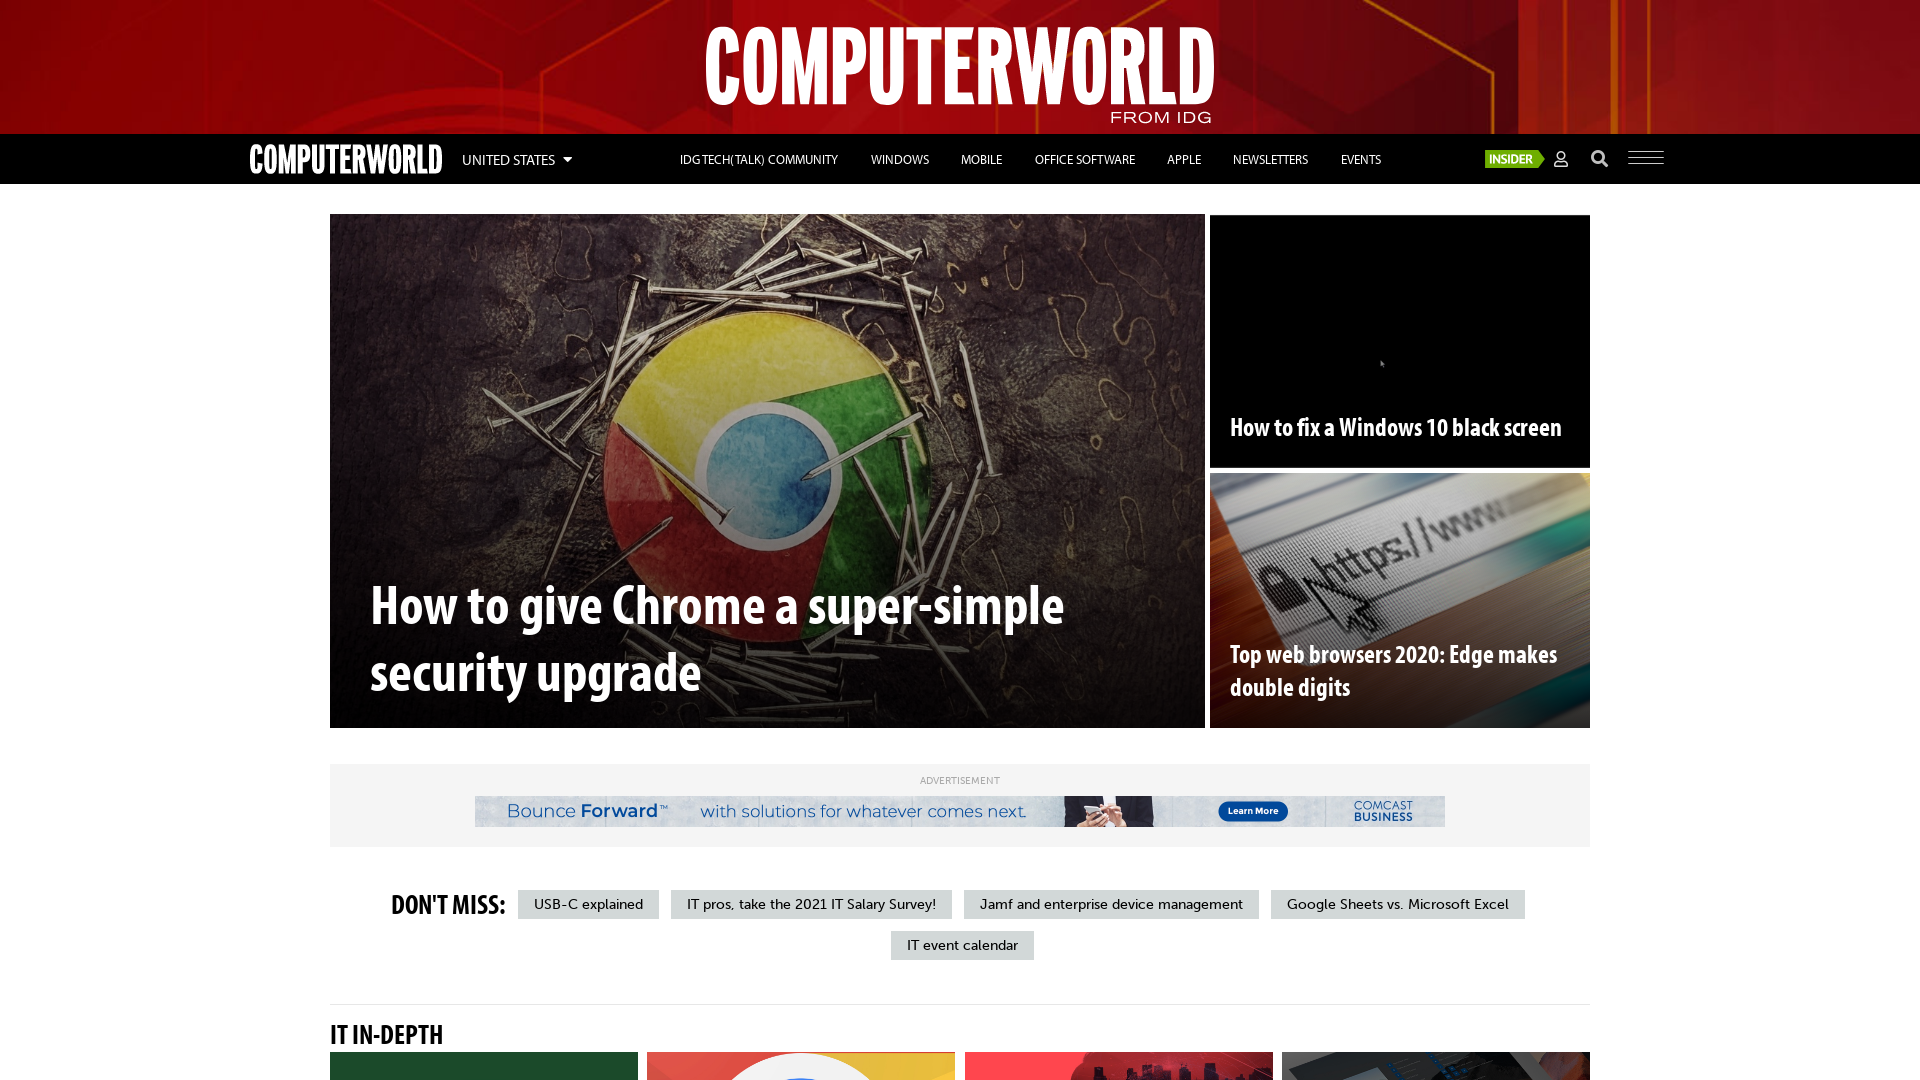 COMPUTERWORLD
FROM IDG
COMPUTERWORLD UNITED STATES IDG TECH(TALK) COMMUNITY WINDOWS MOBILE OFFICE SOFTWARE APPLE NEWSLETTERS EVENTS INSIDER
How to give Chrome a super-simple
security upgrade
How to fix a Windows 10 black screen
https://www
Top web browsers 2020: Edge makes
double digits
ADVERTISEMENT
Bounce Forward™ with solutions for whatever comes next. Learn More COMCAST
BUSINESS
DON'T MISS: USB-C explained IT pros, take the 2021 IT Salary Survey! Jamf and enterprise device management Google Sheets vs. Microsoft Excel
IT event calendar
IT IN-DEPTH